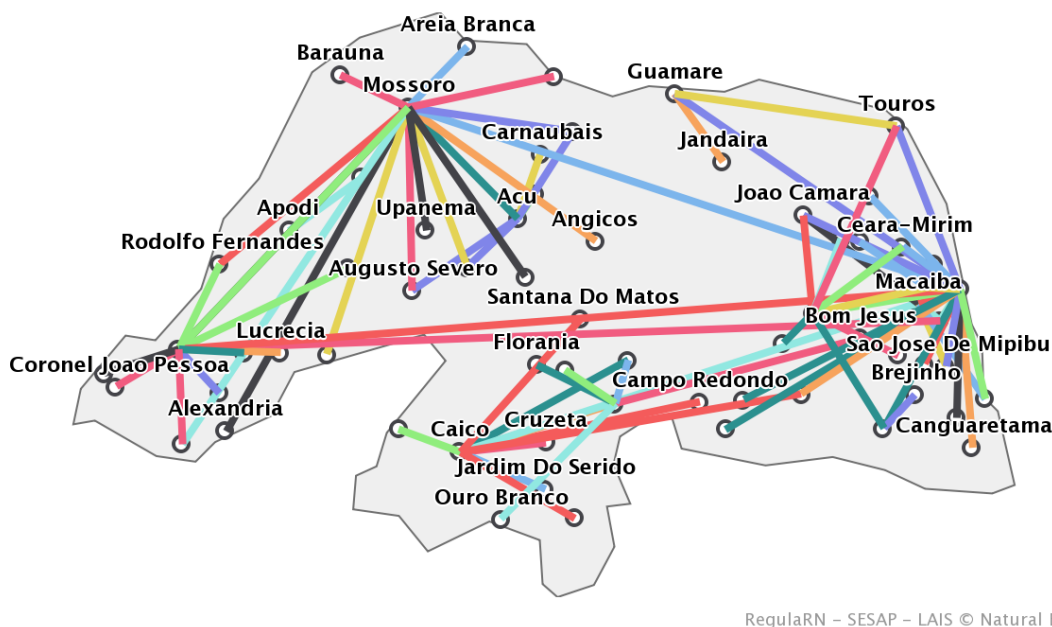 Areia Branca
Barauna
Guamare
Mossoro
Touros
Carnaubais
Jandaira
Joao Camara
Acu
Apodi
Upanema
Angicos
Ceara-Mirim
Rodolfo Fernandes
Augusto Severo
Macaiba
Santana Do Matos
Bom Jesus
Lucrecia
Florania
Sao Jose De Mipibu
Coronel Joao Pessoa
Campo Redondo
Brejinho
Alexandria
Cruzeta
Caico
Canguaretama
Jardim Do Serido
Ouro Branco
RegulaRN - SESAP - LAIS © Natural